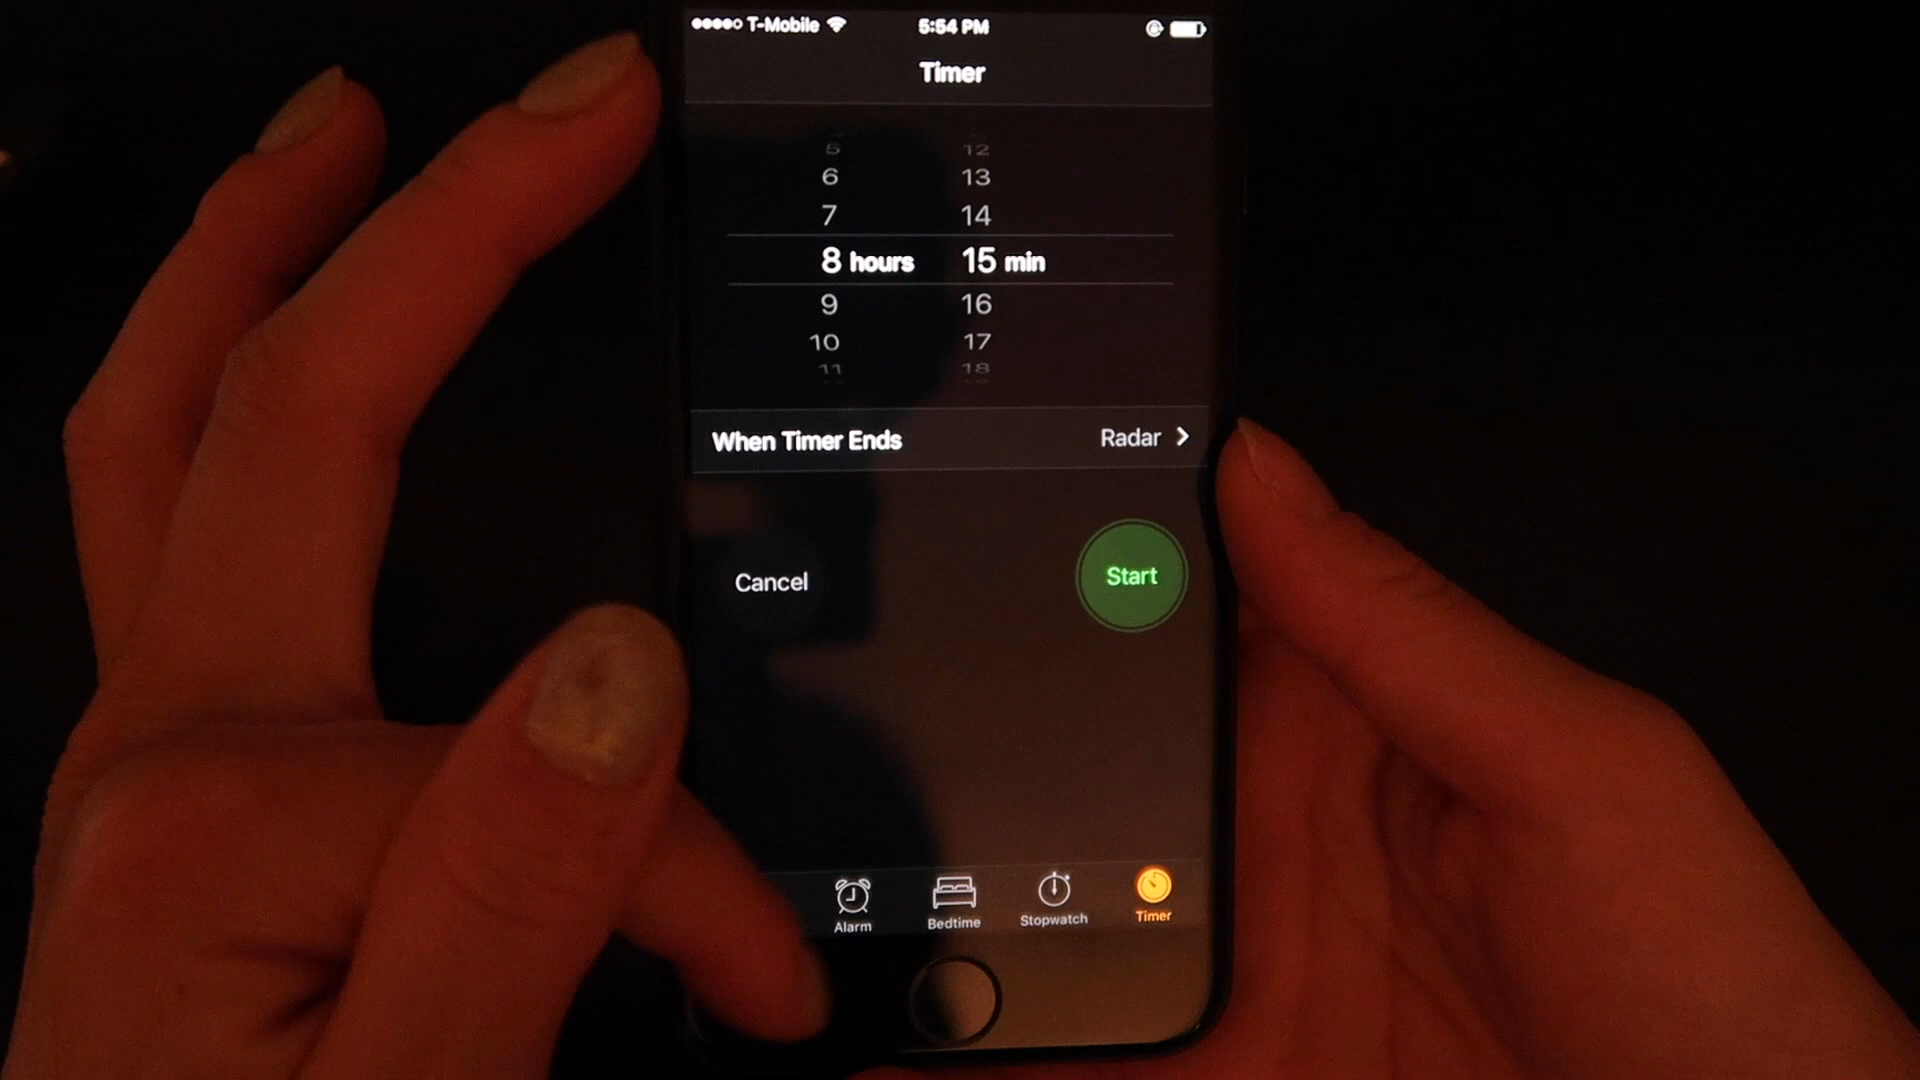 T-Mobile 5:54 PM
Timer
5 12
6 13
7 14
8 hours 15 min
9 16
10 17
11 18
When Timer Ends Radar
Cancel Start
Alarm Bedtime Stopwatch Timer